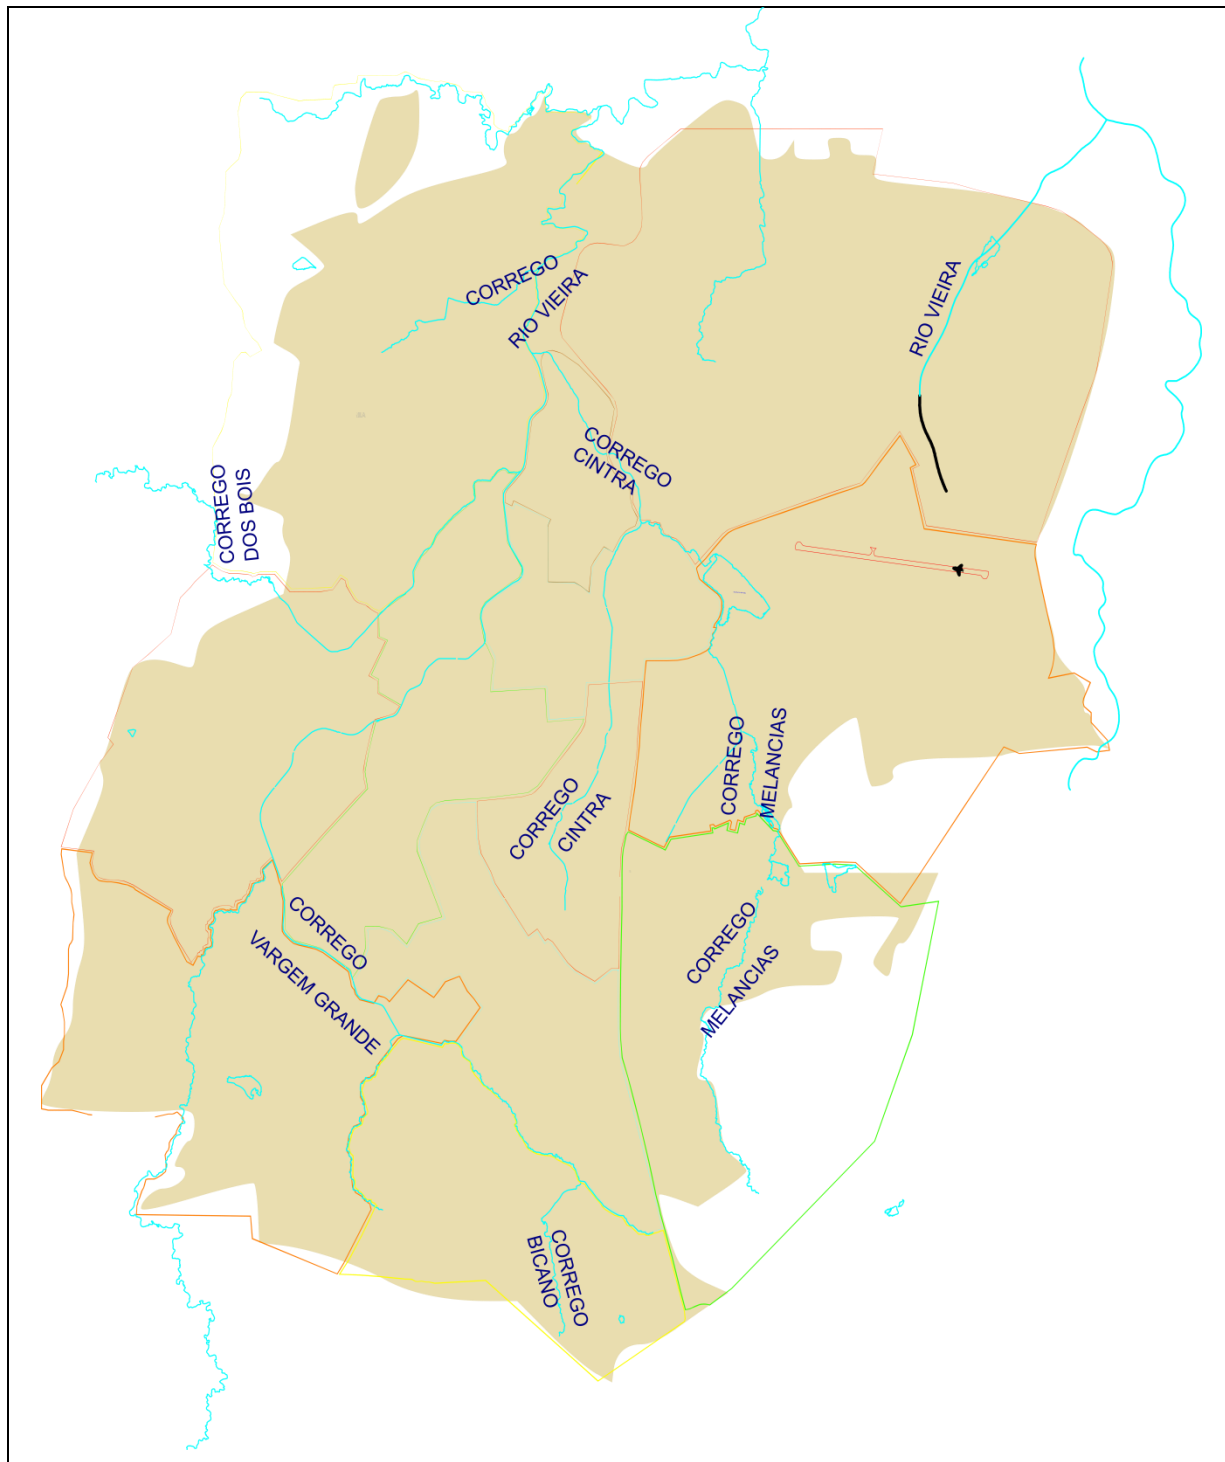 CORREGO
RIO VIEIRA
RIO VIEIRA
CORREGO
CINTRA
CORREGO
DOS BOIS
CORREGO
MELANCIAS
CORREGO
CINTRA
CORREGO
VARGEM GRANDE
CORREGO
MELANCIAS
CORREGO
BICANO